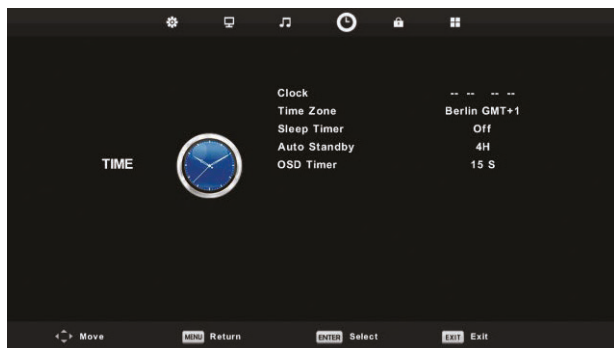 Clock -- -- -- --
Time Zone Berlin GMT+1
Sleep Timer Off
Auto Standby 4H
TIME
OSD Timer 15 S
Move MENU Return ENTER Select EXIT Exit